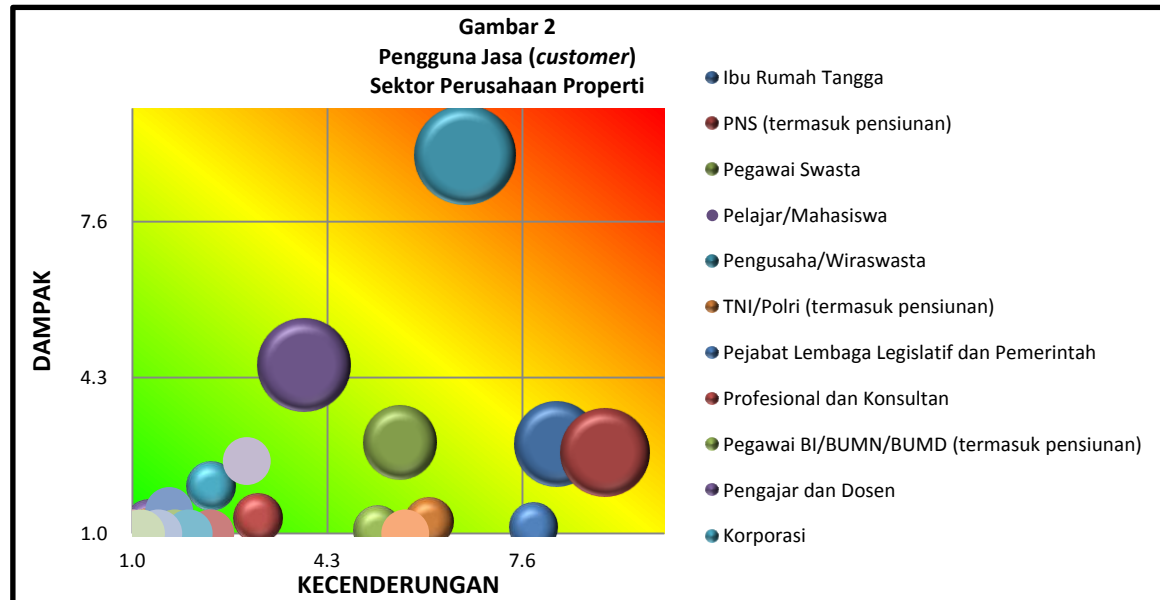 Gambar 2
Pengguna Jasa (customer)
Sektor Perusahaan Properti
DAMPAK
7.6
4.3
1.0
1.0 4.3 7.6
KECENDERUNGAN
Ibu Rumah Tangga
PNS (termasuk pensiunan)
Pegawai Swasta
Pelajar/Mahasiswa
Pengusaha/Wiraswasta
TNI/Polri (termasuk pensiunan)
Pejabat Lembaga Legislatif dan Pemerintah
Profesional dan Konsultan
Pegawai BI/BUMN/BUMD (termasuk pensiunan)
Pengajar dan Dosen
Korporasi